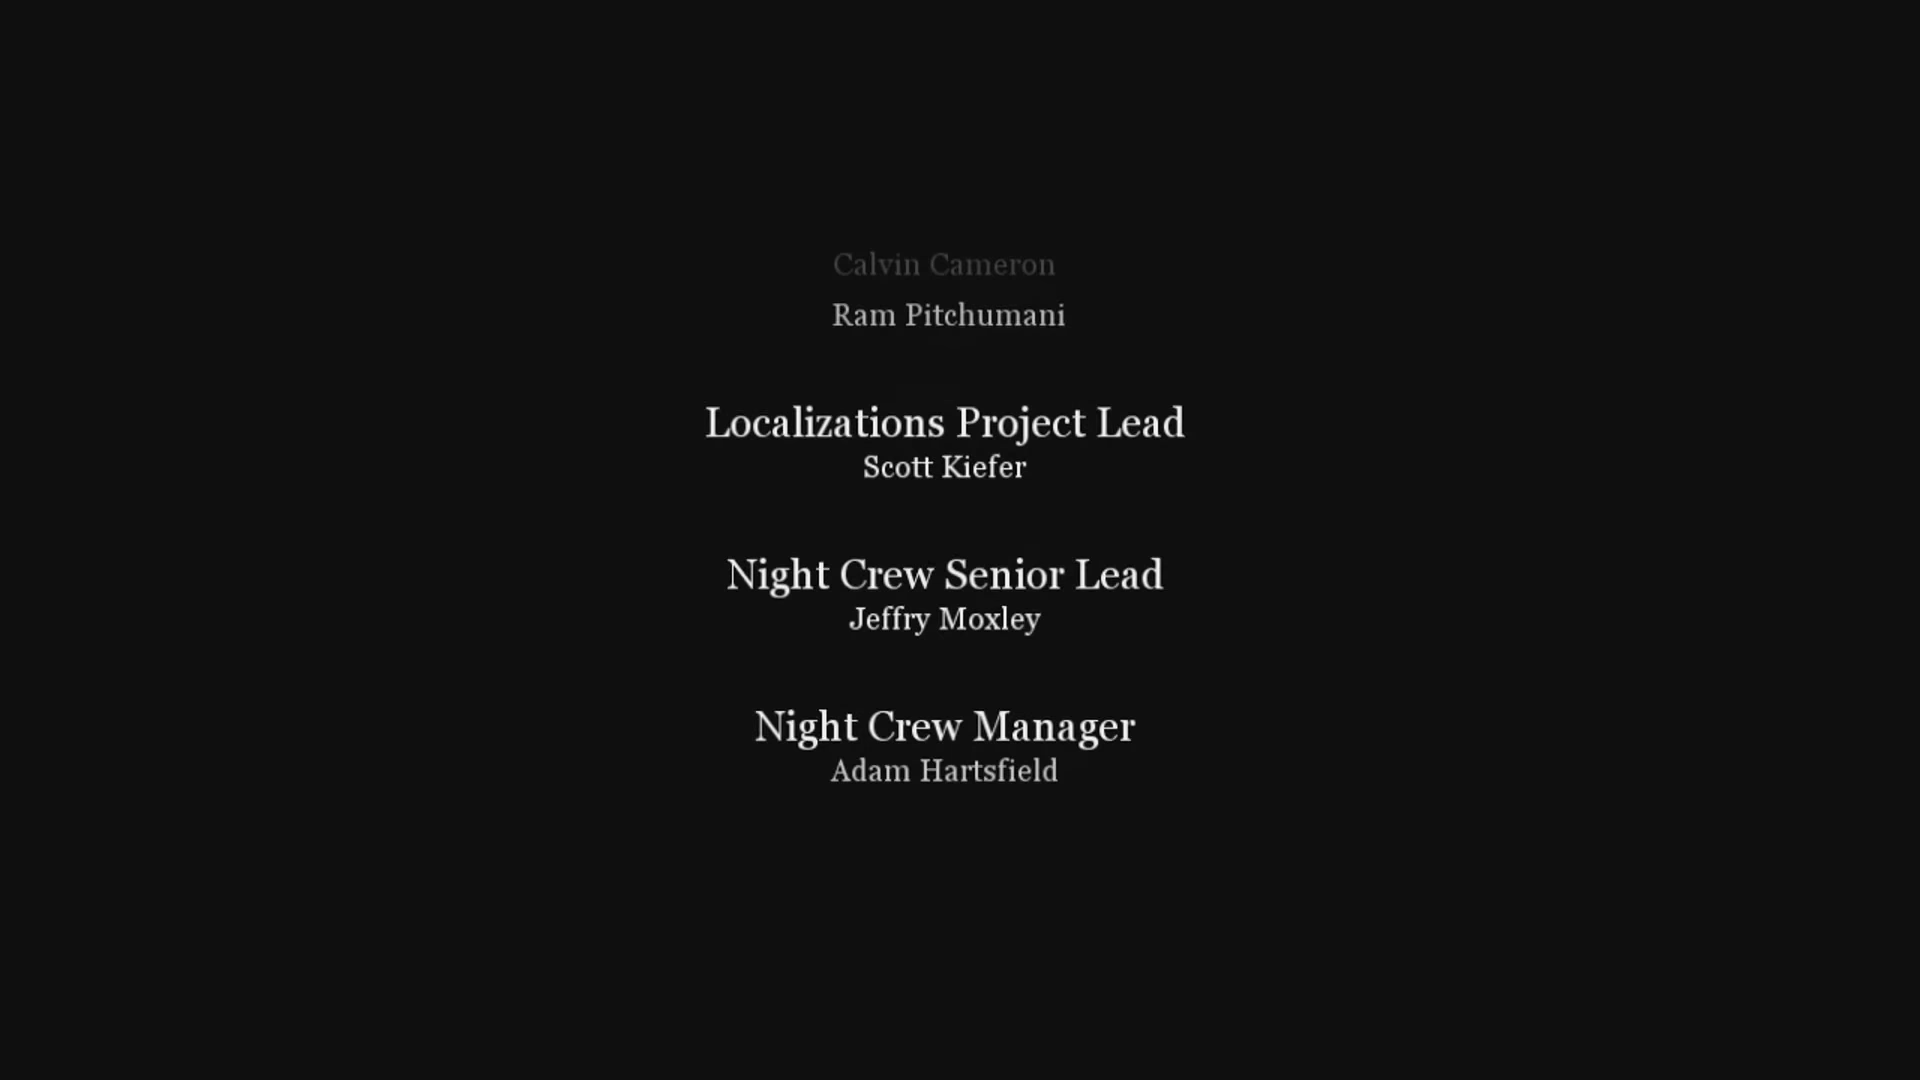 Calvin Cameron
Ram Pitchumani
Localizations Project Lead
Scott Kiefer
Night Crew Senior Lead
Jeffry Moxley
Night Crew Manager
Adam Hartsfield